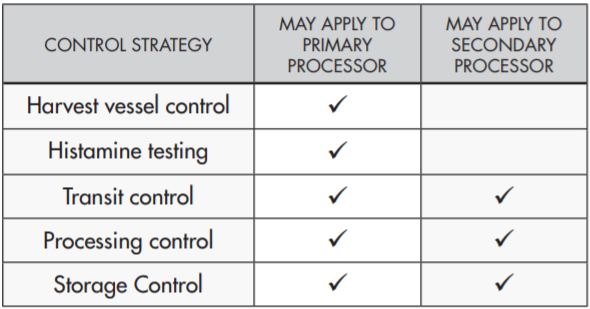 CONTROL STRATEGY
MAY APPLY TO
PRIMARY
PROCESSOR
MAY APPLY TO
SECONDARY
PROCESSOR
Harvest vessel control ✓
Histamine testing ✓
Transit control ✓ ✓
Processing control ✓ ✓
Storage Control ✓ ✓